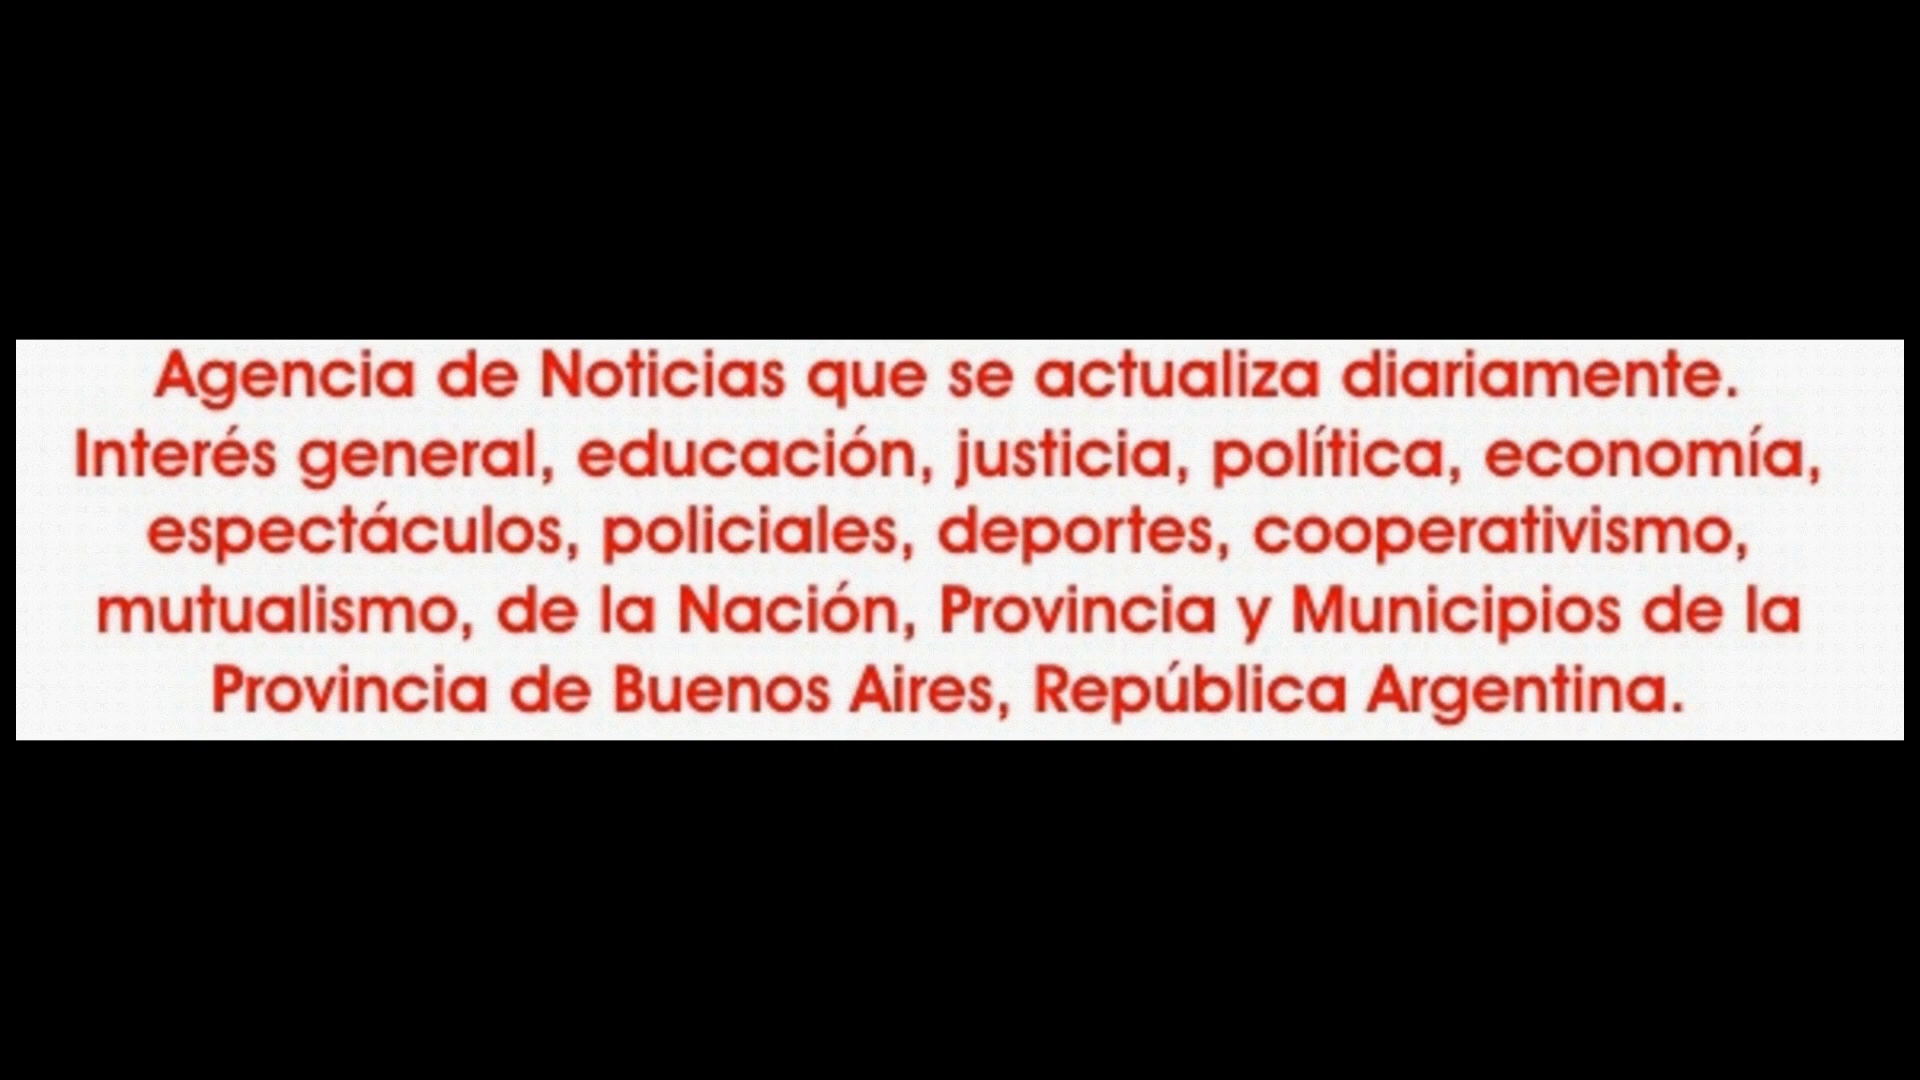 Agencia de Noticias que se actualiza diariamente.
Interés general, educación, justicia, política, economía,
espectáculos, policiales, deportes, cooperativismo,
mutualismo, de la Nación, Provincia y Municipios de la
Provincia de Buenos Aires, República Argentina.